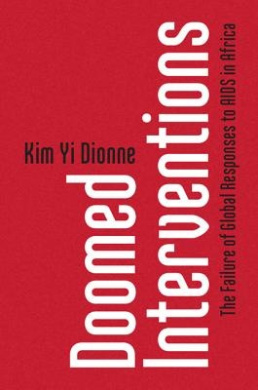 Kim Yi Dionne
Doomed
Interventions
The Failure of Global Responses to AIDS in Africa